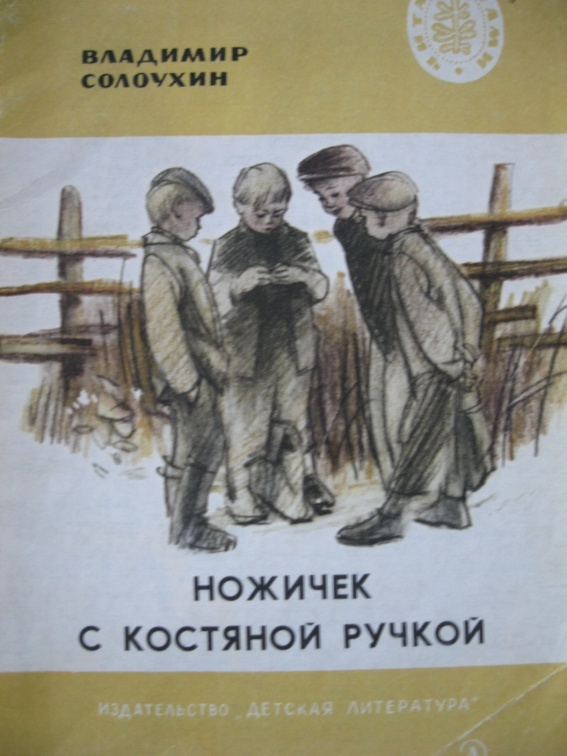 ВЛАДИМИР
СОЛОУХИН
НОЖИЧЕК
С КОСТЯНОЙ РУЧКОЙ
ИЗДАТЕЛЬСТВО „ДЕТСКАЯ ЛИТЕРАТУРА"